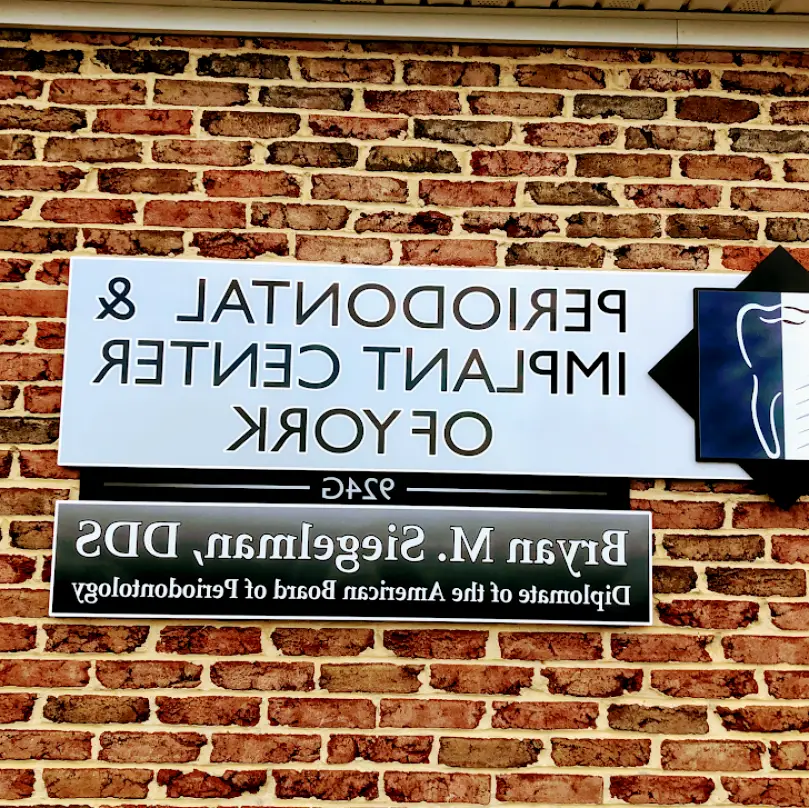 PERIODONTAL &
IMPLANT CENTER
OF YORK
924G
Bryan M. Siegelman, DDS
Diplomate of the American Board of Periodontology